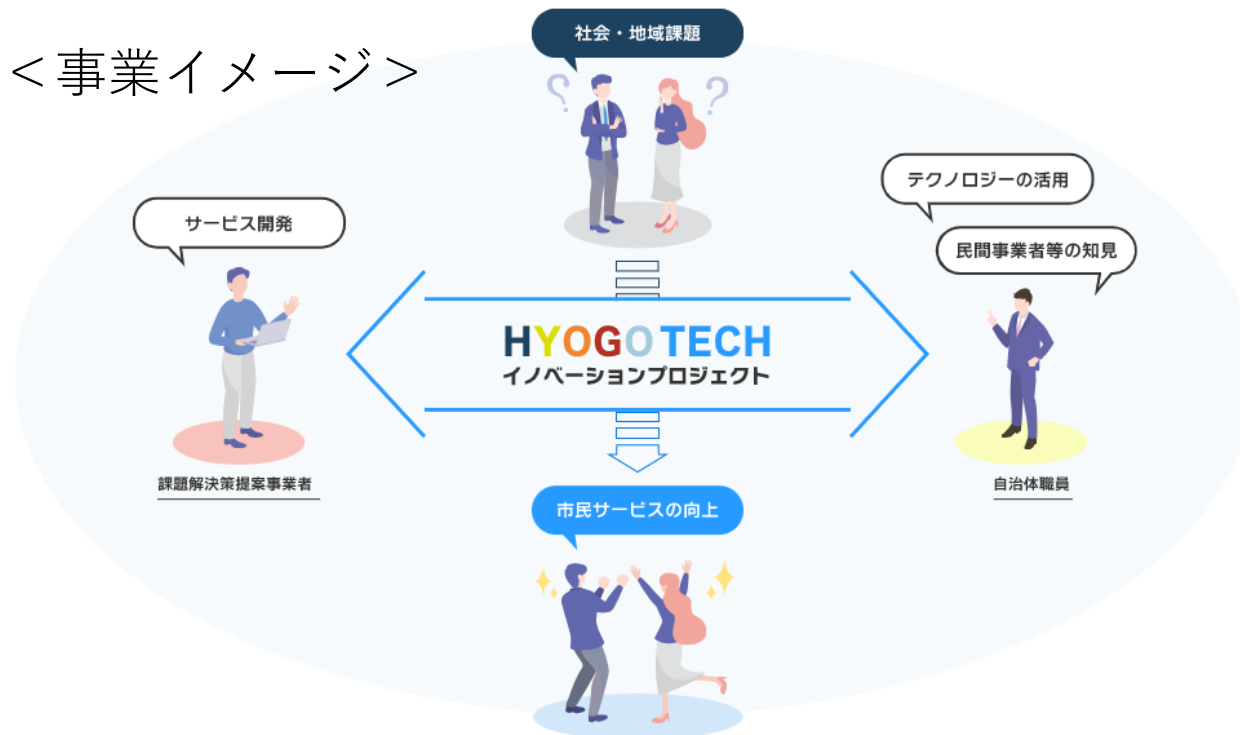 ＜事業イメージ＞
社会・地域課題
テクノロジーの活用
サービス開発
民間事業者等の知見
HYOGO TECH
イノベーションプロジェクト
課題解決策提案事業者
自治体職員
市民サービスの向上